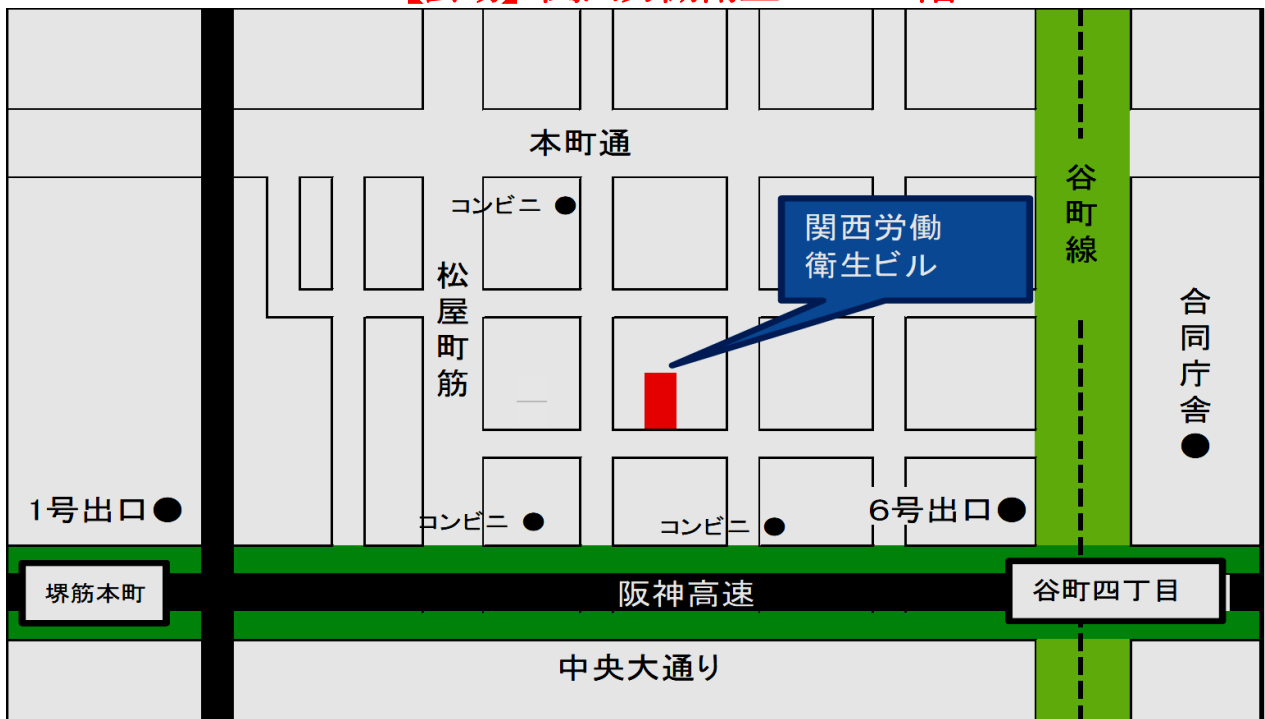 本町通
コンビニ
関西労働
衛生ビル
谷町線
松屋町筋
合同庁舎
1号出口
コンビニ
コンビニ
6号出口
堺筋本町
阪神高速
谷町四丁目
中央大通り